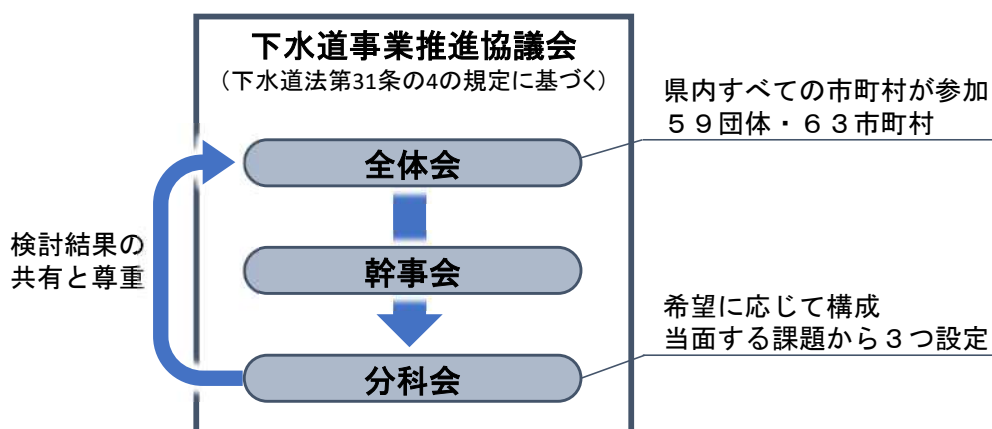 下水道事業推進協議会
（下水道法第31条の4の規定に基づく）
県内すべての市町村が参加
５９団体・６３市町村
全体会
検討結果の
共有と尊重
幹事会
希望に応じて構成
当面する課題から３つ設定
分科会